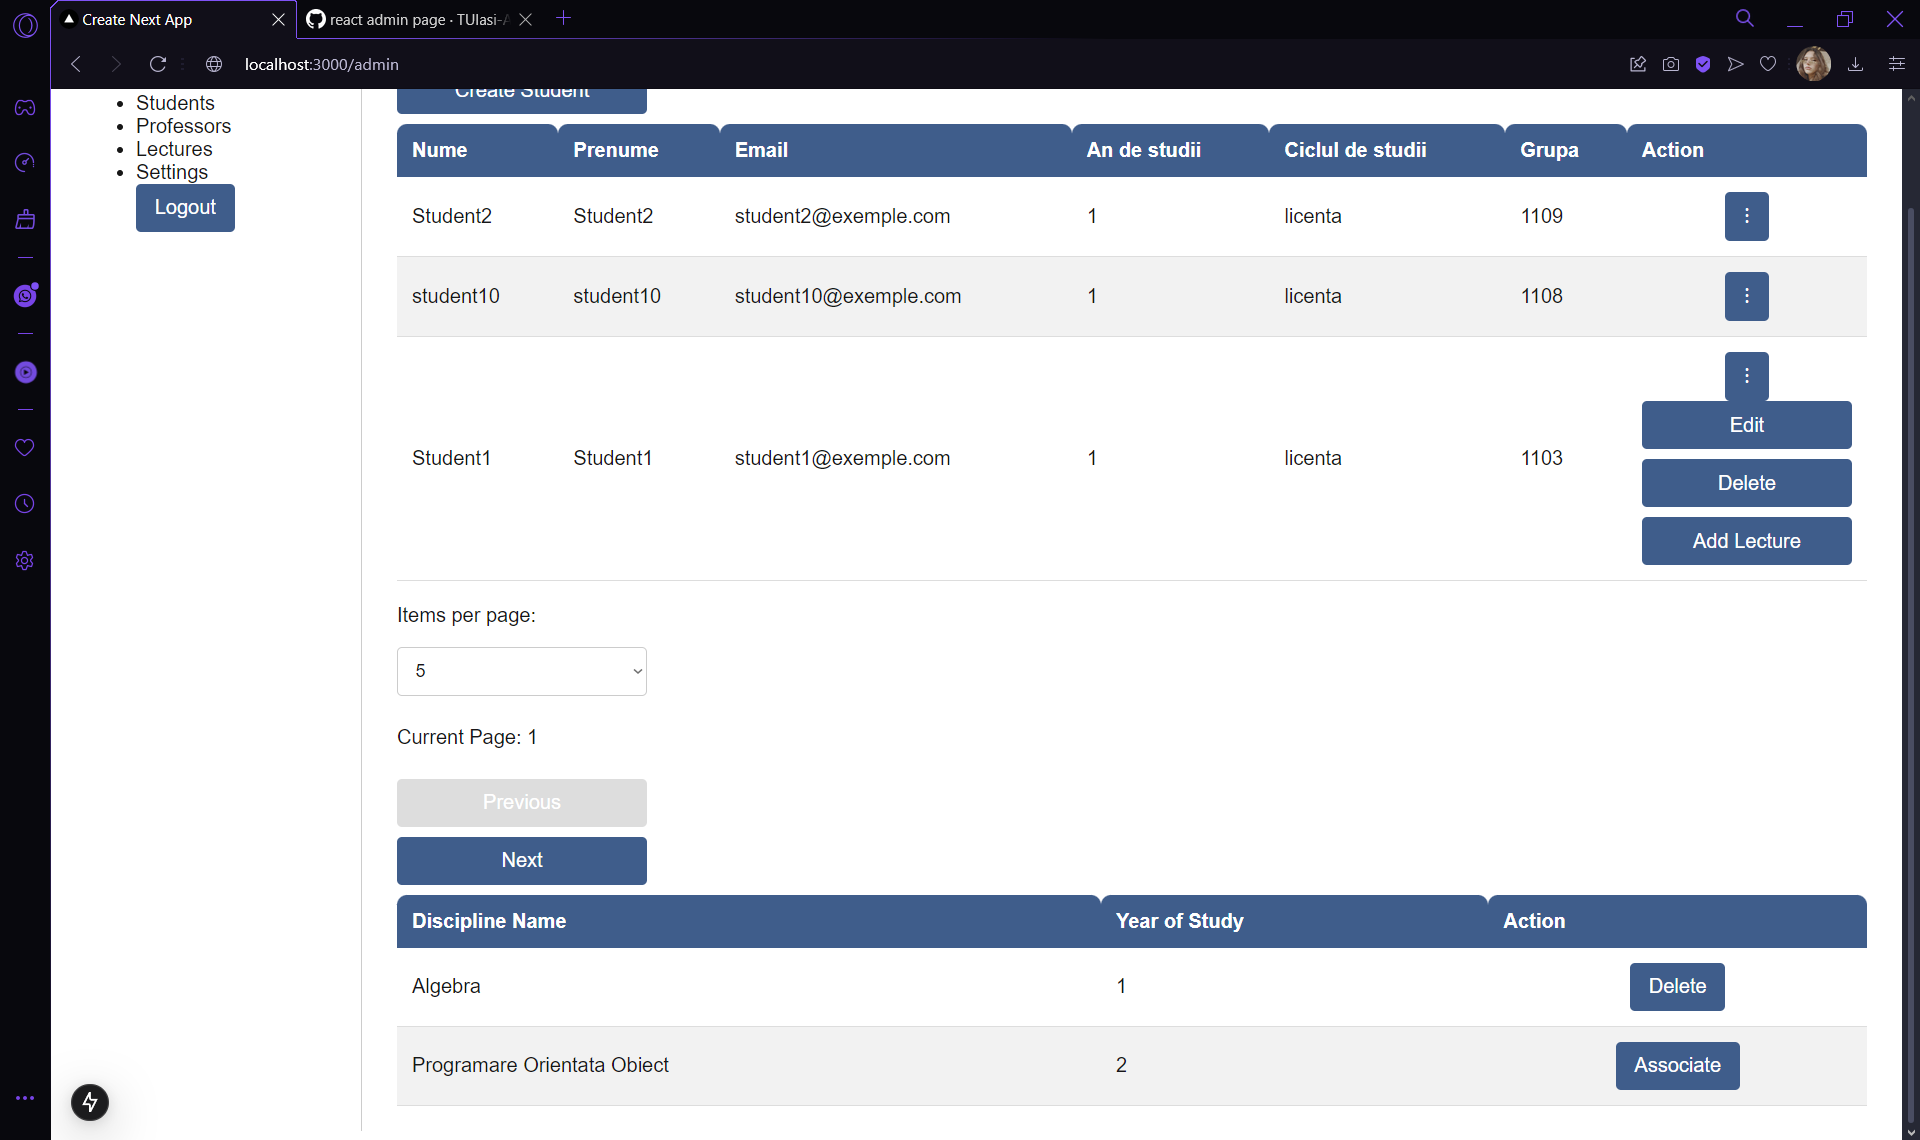 Create Next App
react admin page · TUIasi-A
localhost:3000/admin
Students
Professors
Lectures
Settings
Logout
Create Student
Nume Prenume Email An de studii Ciclul de studii Grupa Action
Student2 Student2 student2@exemple.com 1 licenta 1109
student10 student10 student10@exemple.com 1 licenta 1108
Student1 Student1 student1@exemple.com 1 licenta 1103
Edit
Delete
Add Lecture
Items per page:
5
Current Page: 1
Previous
Next
Discipline Name Year of Study Action
Algebra 1 Delete
Programare Orientata Obiect 2 Associate